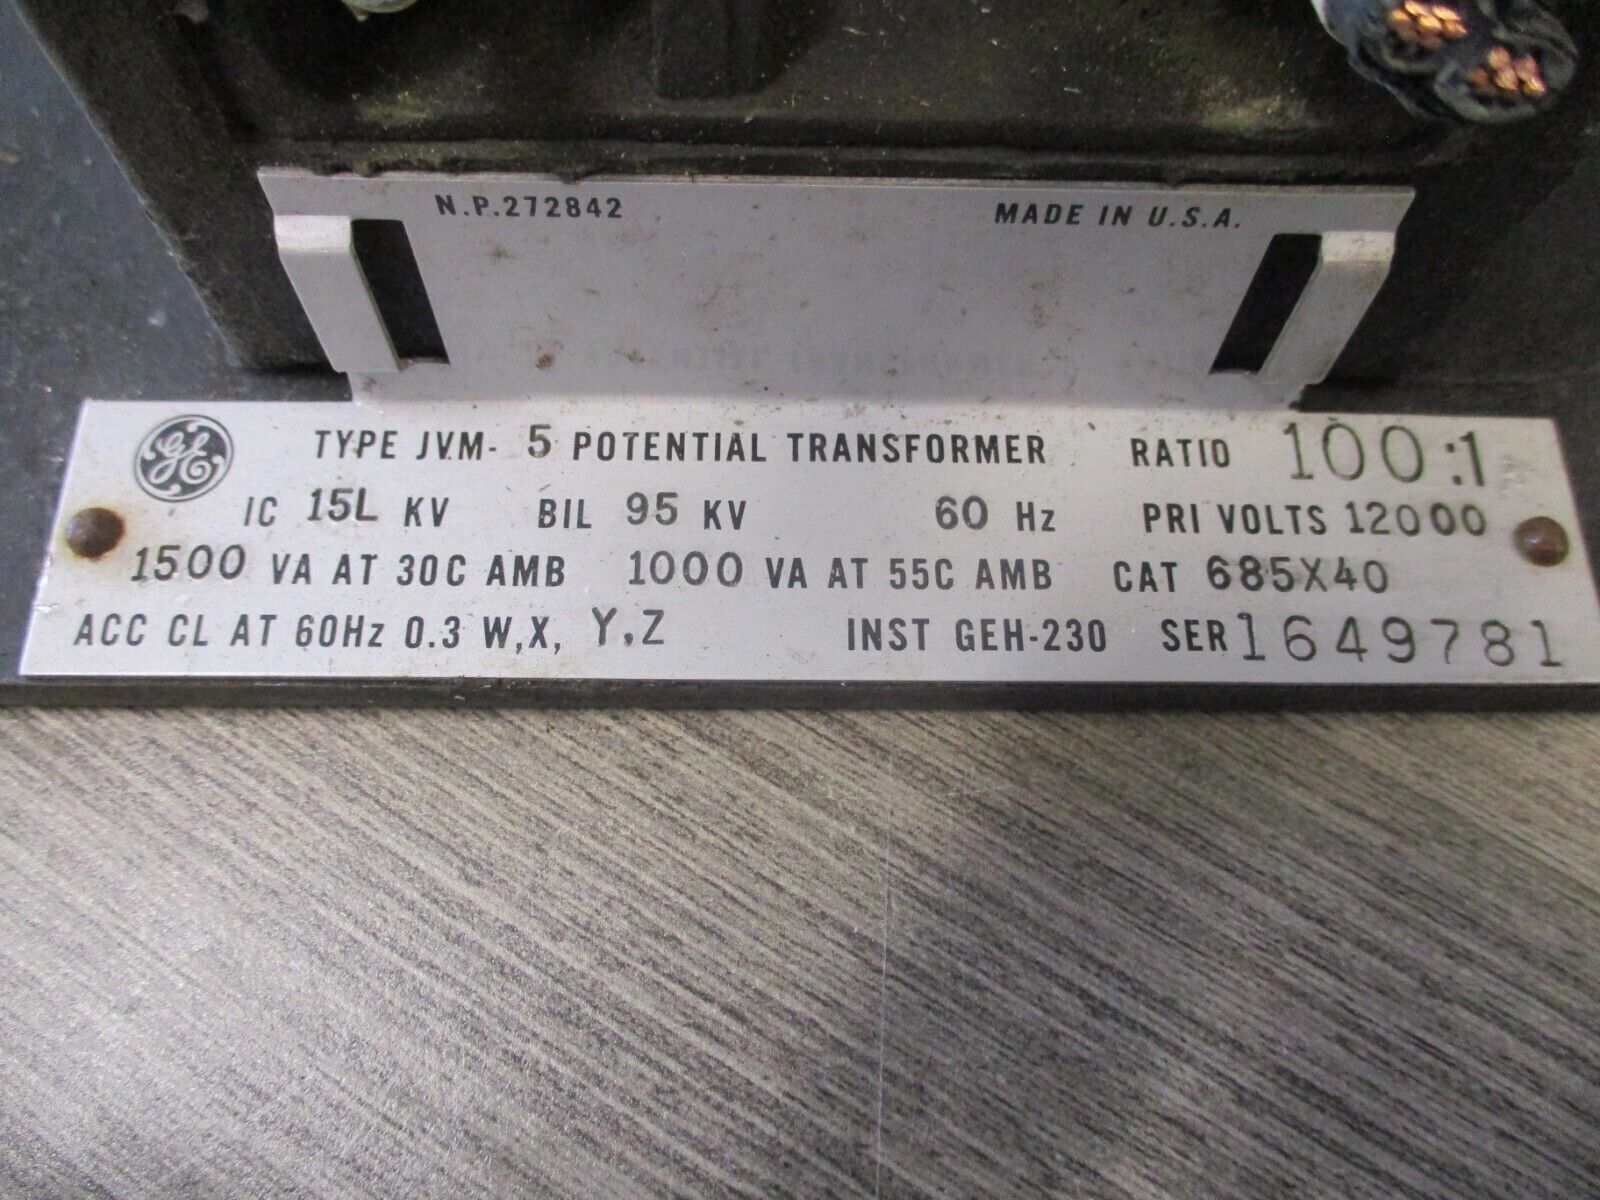 N.P.272842 MADE IN U.S.A.
GE TYPE JVM- 5 POTENTIAL TRANSFORMER RATIO 100:1
IC 15L KV BIL 95 KV 60 Hz PRI VOLTS 12000
1500 VA AT 30C AMB 1000 VA AT 55C AMB CAT 685X40
ACC CL AT 60Hz 0.3 W,X, Y,Z INST GEH-230 SER 1649781